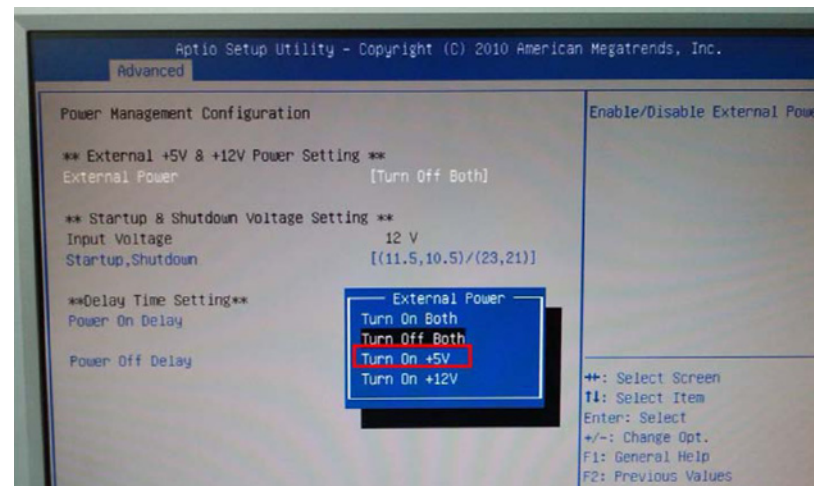 Aptio Setup Utility - Copyright (C) 2010 American Megatrends, Inc.
Advanced
Power Management Configuration
** External +5V & +12V Power Setting **
External Power [Turn Off Both]
** Startup & Shutdown Voltage Setting **
Input Voltage 12 V
Startup,Shutdown [(11.5,10.5)/(23,21)]
**Delay Time Setting**
Power On Delay
Power Off Delay
External Power
Turn On Both
Turn Off Both
Turn On +5V
Turn On +12V
Enable/Disable External
: Select Screen
↑↓: Select Item
Enter: Select
+/-: Change Opt.
F1: General Help
F2: Previous Values